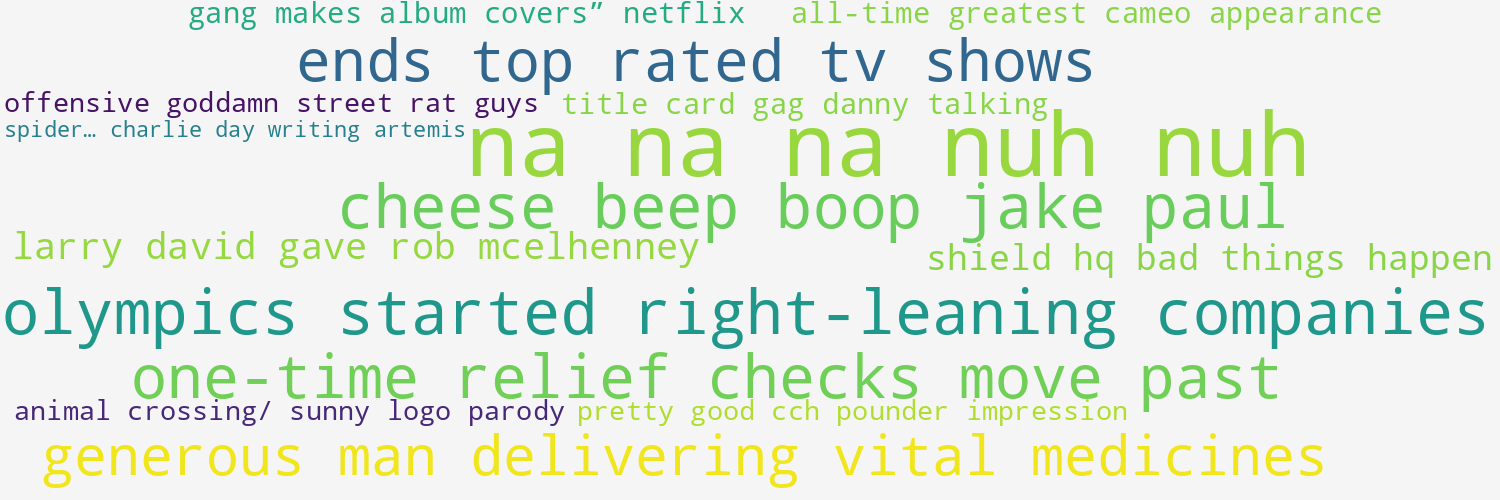 gang makes album covers” netflix
all-time greatest cameo appearance
ends top rated tv shows
offensive goddamn street rat guys
title card gag danny talking
spider… charlie day writing artemis
na na na nuh nuh
cheese beep boop jake paul
larry david gave rob mcelhenney
shield hq bad things happen
olympics started right-leaning companies
one-time relief checks move past
animal crossing/ sunny logo parody
pretty good cch pounder impression
generous man delivering vital medicines